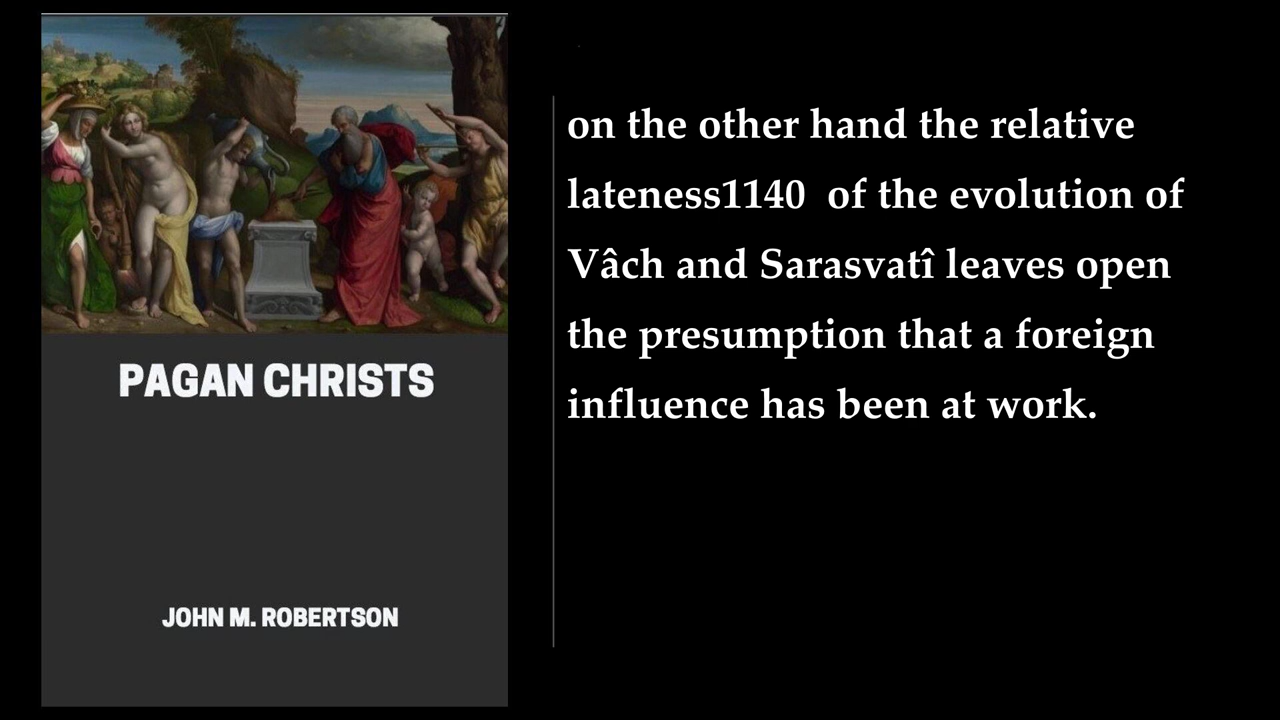 PAGAN CHRISTS
JOHN M. ROBERTSON
on the other hand the relative
lateness1140  of the evolution of
Vâch and Sarasvatî leaves open
the presumption that a foreign
influence has been at work.